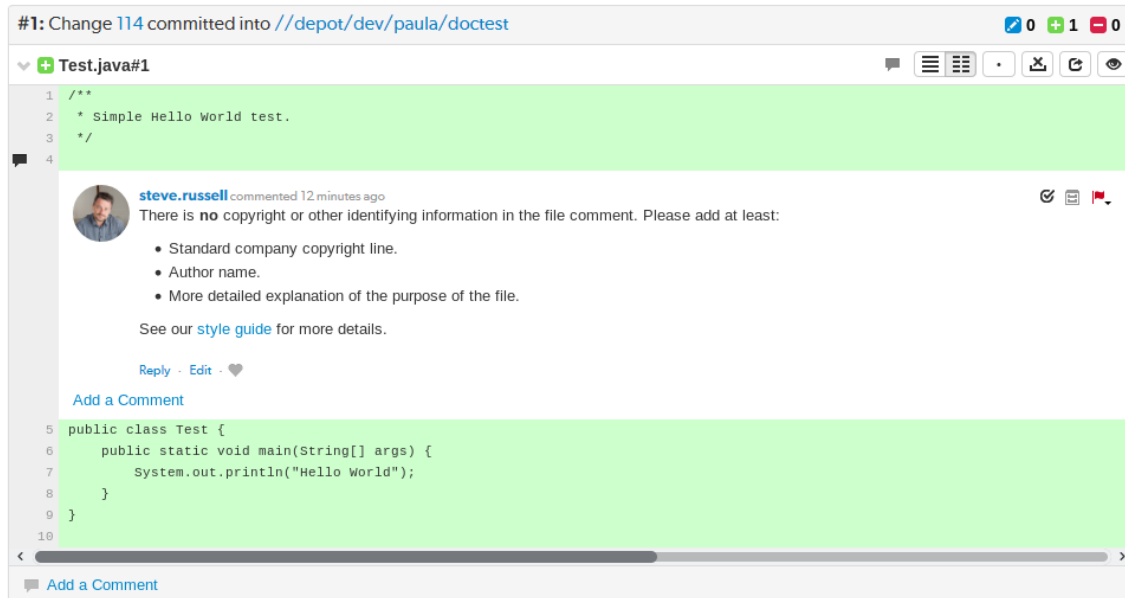 #1: Change 114 committed into //depot/dev/paula/doctest 0 1 0
Test.java#1
1 /**
2  * Simple Hello World test.
3  */
4
steve.russell commented 12 minutes ago
There is no copyright or other identifying information in the file comment. Please add at least:
• Standard company copyright line.
• Author name.
• More detailed explanation of the purpose of the file.
See our style guide for more details.
Reply · Edit ·
Add a Comment
5 public class Test {
6     public static void main(String[] args) {
7         System.out.println("Hello World");
8     }
9 }
10
Add a Comment